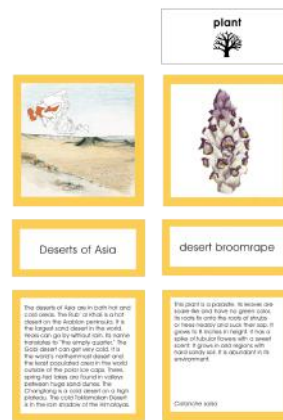 plant
Deserts of Asia
desert broomrape
The deserts of Asia are in both hot and
cold areas. The Rub' al Khali is a hot
desert on the Arabian peninsula. It is
the largest sand desert in the world.
Years can go by without rain. Its name
translates to "the empty quarter." The
Gobi desert can get very cold. It is
the world's northernmost desert and
the least populated area in the world
outside of the polar ice caps. There,
spring-fed lakes are found in valleys
between huge sand dunes. The
Changtang is a cold desert on a high
plateau. The cold Taklamakan Desert
is in the rain shadow of the Himalayas.
This plant is a parasite. Its leaves are
scale-like and have no green color.
Its roots fix onto the roots of shrubs
or trees nearby and suck their sap. It
grows to 15 inches in height. It has a
spike of tubular flowers with a sweet
scent. It grows in arid regions with
hard sandy soil. It is abundant in its
environment.
Cistanche salsa